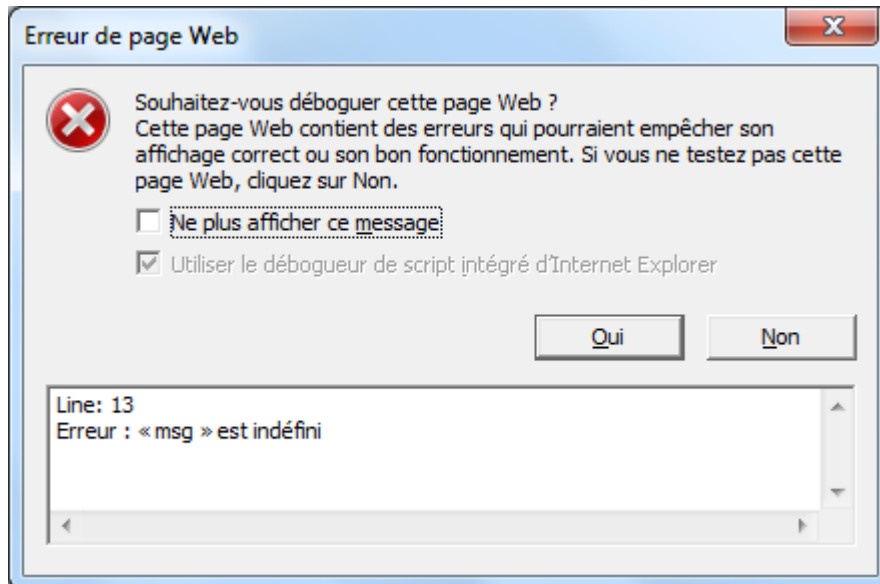 Erreur de page Web
Souhaitez-vous déboguer cette page Web ?
Cette page Web contient des erreurs qui pourraient empêcher son
affichage correct ou son bon fonctionnement. Si vous ne testez pas cette
page Web, cliquez sur Non.
Ne plus afficher ce message
Utiliser le débogueur de script intégré d'Internet Explorer
Oui
Non
Line: 13
Erreur : « msg » est indéfini